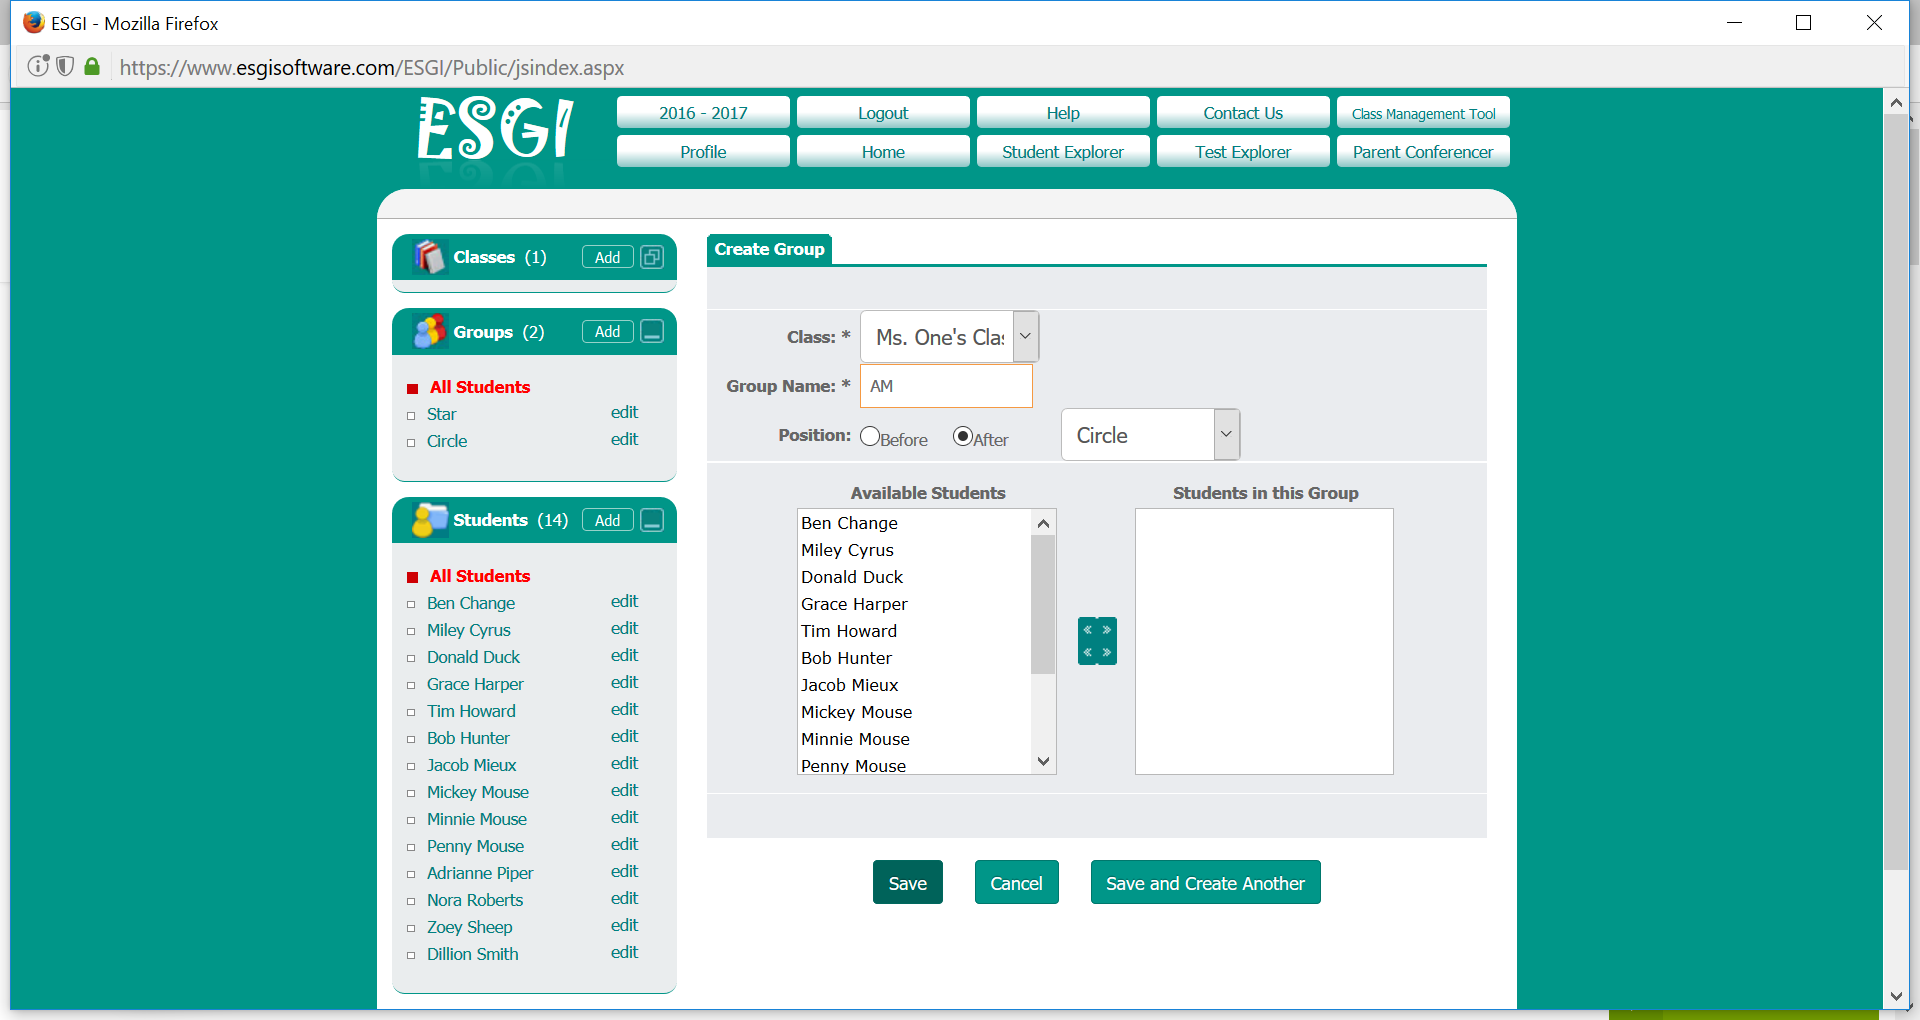 ESGI - Mozilla Firefox
https://www.esgisoftware.com/ESGI/Public/jsindex.aspx
ESGI
2016 - 2017 Logout Help Contact Us Class Management Tool
Profile Home Student Explorer Test Explorer Parent Conferencer
Classes (1) Add
Groups (2) Add
All Students
Star edit
Circle edit
Students (14) Add
All Students
Ben Change edit
Miley Cyrus edit
Donald Duck edit
Grace Harper edit
Tim Howard edit
Bob Hunter edit
Jacob Mieux edit
Mickey Mouse edit
Minnie Mouse edit
Penny Mouse edit
Adrianne Piper edit
Nora Roberts edit
Zoey Sheep edit
Dillion Smith edit
Create Group
Class: * Ms. One's Clas
Group Name: * AM
Position: Before After Circle
Available Students
Ben Change
Miley Cyrus
Donald Duck
Grace Harper
Tim Howard
Bob Hunter
Jacob Mieux
Mickey Mouse
Minnie Mouse
Penny Mouse
Students in this Group
Save Cancel Save and Create Another